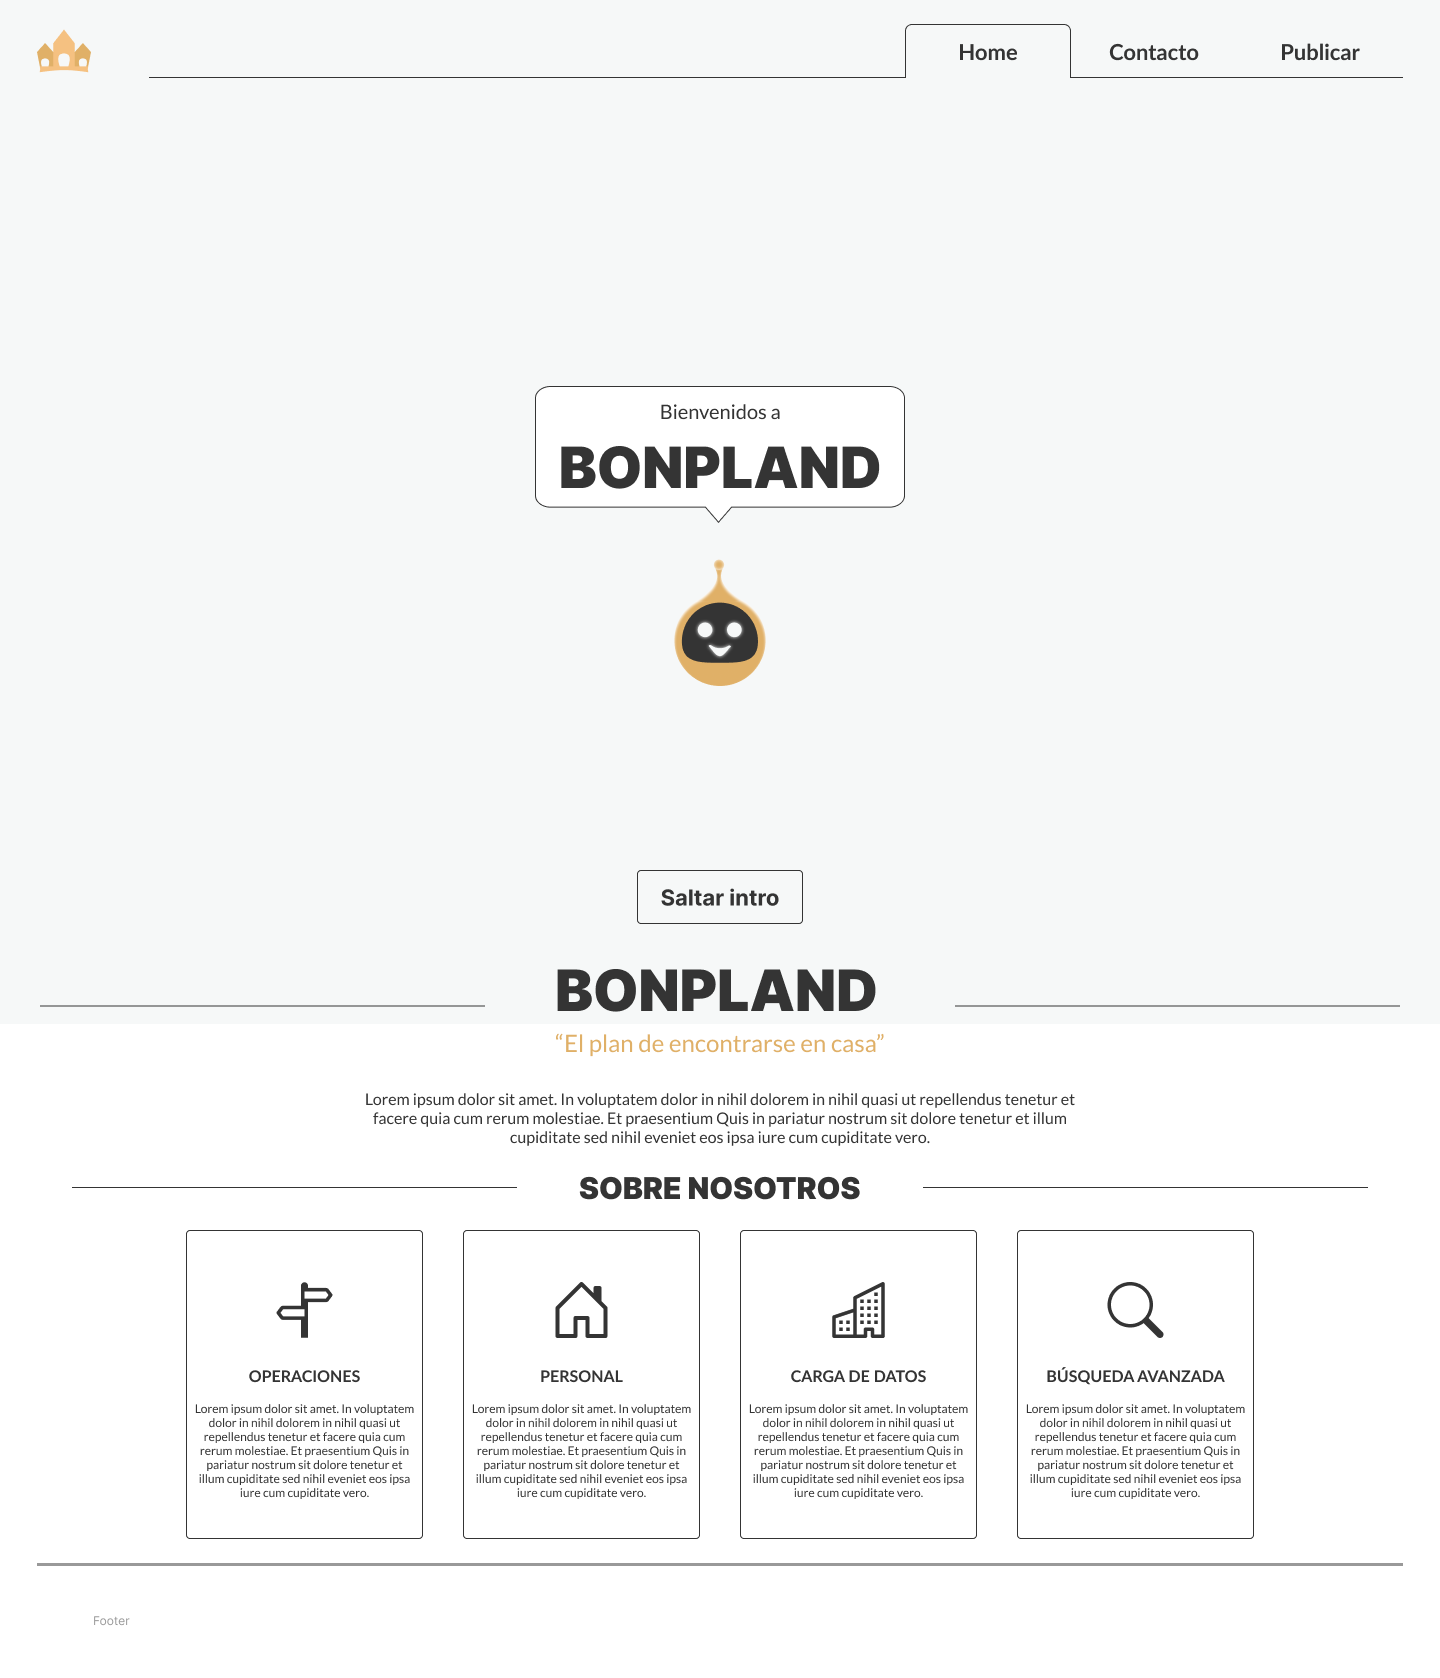 Home
Contacto
Publicar
Bienvenidos a
BONPLAND
Saltar intro
BONPLAND
“El plan de encontrarse en casa”
Lorem ipsum dolor sit amet. In voluptatem dolor in nihil dolorem in nihil quasi ut repellendus tenetur et
facere quia cum rerum molestiae. Et praesentium Quis in pariatur nostrum sit dolore tenetur et illum
cupiditate sed nihil eveniet eos ipsa iure cum cupiditate vero.
SOBRE NOSOTROS
OPERACIONES
Lorem ipsum dolor sit amet. In voluptatem
dolor in nihil dolorem in nihil quasi ut
repellendus tenetur et facere quia cum
rerum molestiae. Et praesentium Quis in
pariatur nostrum sit dolore tenetur et
illum cupiditate sed nihil eveniet eos ipsa
iure cum cupiditate vero.
PERSONAL
Lorem ipsum dolor sit amet. In voluptatem
dolor in nihil dolorem in nihil quasi ut
repellendus tenetur et facere quia cum
rerum molestiae. Et praesentium Quis in
pariatur nostrum sit dolore tenetur et
illum cupiditate sed nihil eveniet eos ipsa
iure cum cupiditate vero.
CARGA DE DATOS
Lorem ipsum dolor sit amet. In voluptatem
dolor in nihil dolorem in nihil quasi ut
repellendus tenetur et facere quia cum
rerum molestiae. Et praesentium Quis in
pariatur nostrum sit dolore tenetur et
illum cupiditate sed nihil eveniet eos ipsa
iure cum cupiditate vero.
BÚSQUEDA AVANZADA
Lorem ipsum dolor sit amet. In voluptatem
dolor in nihil dolorem in nihil quasi ut
repellendus tenetur et facere quia cum
rerum molestiae. Et praesentium Quis in
pariatur nostrum sit dolore tenetur et
illum cupiditate sed nihil eveniet eos ipsa
iure cum cupiditate vero.
Footer